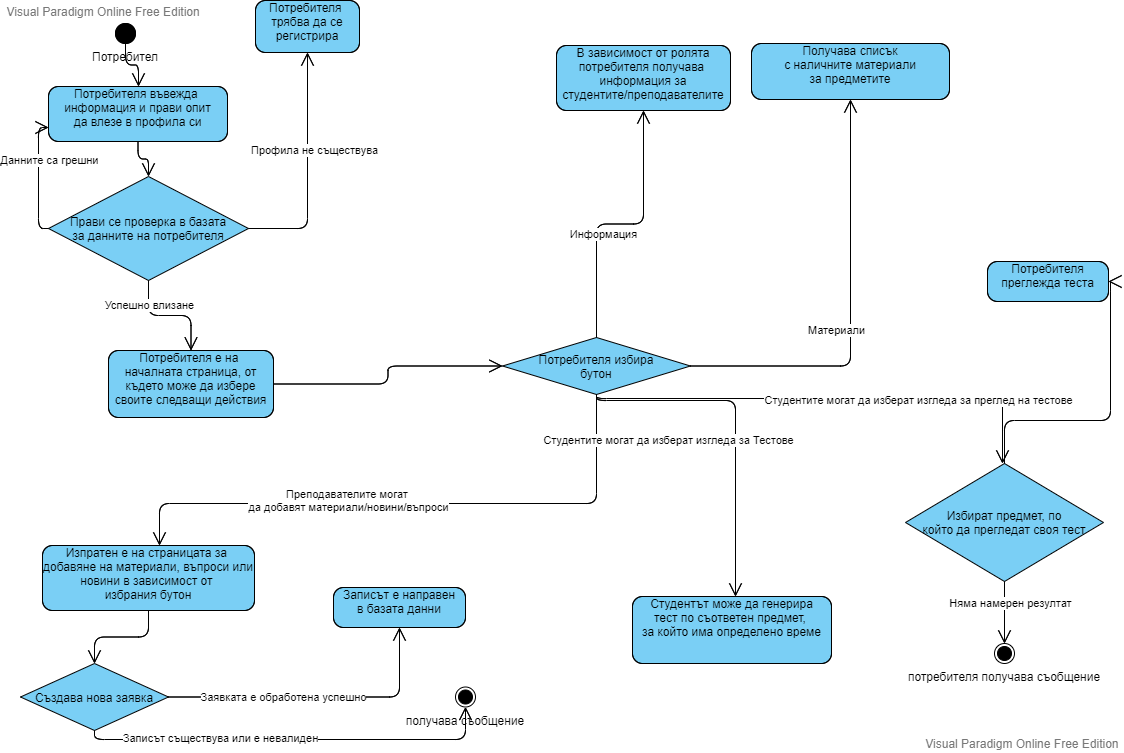 Visual Paradigm Online Free Edition
Потребител
Потребителя въвежда
информация и прави опит
да влезе в профила си
Данните са грешни
Прави се проверка в базата
за данните на потребителя
Потребителя
трябва да се
регистрира
Профила не съществува
Успешно влизане
Потребителя е на
началната страница, от
където може да избере
своите следващи действия
В зависимост от ролята
потребителя получава
информация за
студентите/преподавателите
Информация
Получава списък
с наличните материали
за предметите
Материали
Потребителя избира
бутон
Потребителя
преглежда теста
Студентите могат да изберат изгледа за преглед на тестове
Студентите могат да изберат изгледа за Тестове
Преподавателите могат
да добавят материали/новини/въпроси
Избират предмет, по
който да прегледат своя тест
Няма намерен резултат
потребителя получава съобщение
Изпратен е на страницата за
добавяне на материали, въпроси или
новини в зависимост от
избрания бутон
Записът е направен
в базата данни
Студентът може да генерира
тест по съответен предмет,
за който има определено време
Създава нова заявка
Заявката е обработена успешно
получава съобщение
Записът съществува или е невалиден
Visual Paradigm Online Free Edition